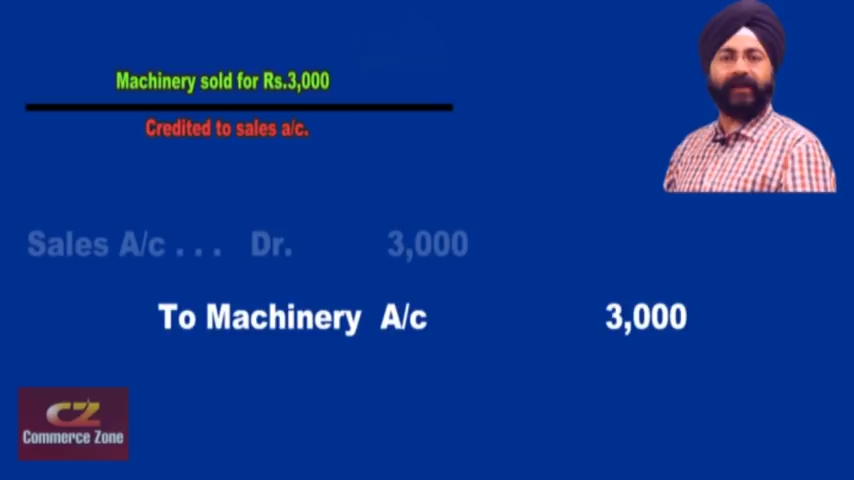 Machinery sold for Rs.3,000
Credited to sales a/c.
Sales A/c . . . Dr. 3,000
To Machinery A/c 3,000
CZ
Commerce Zone